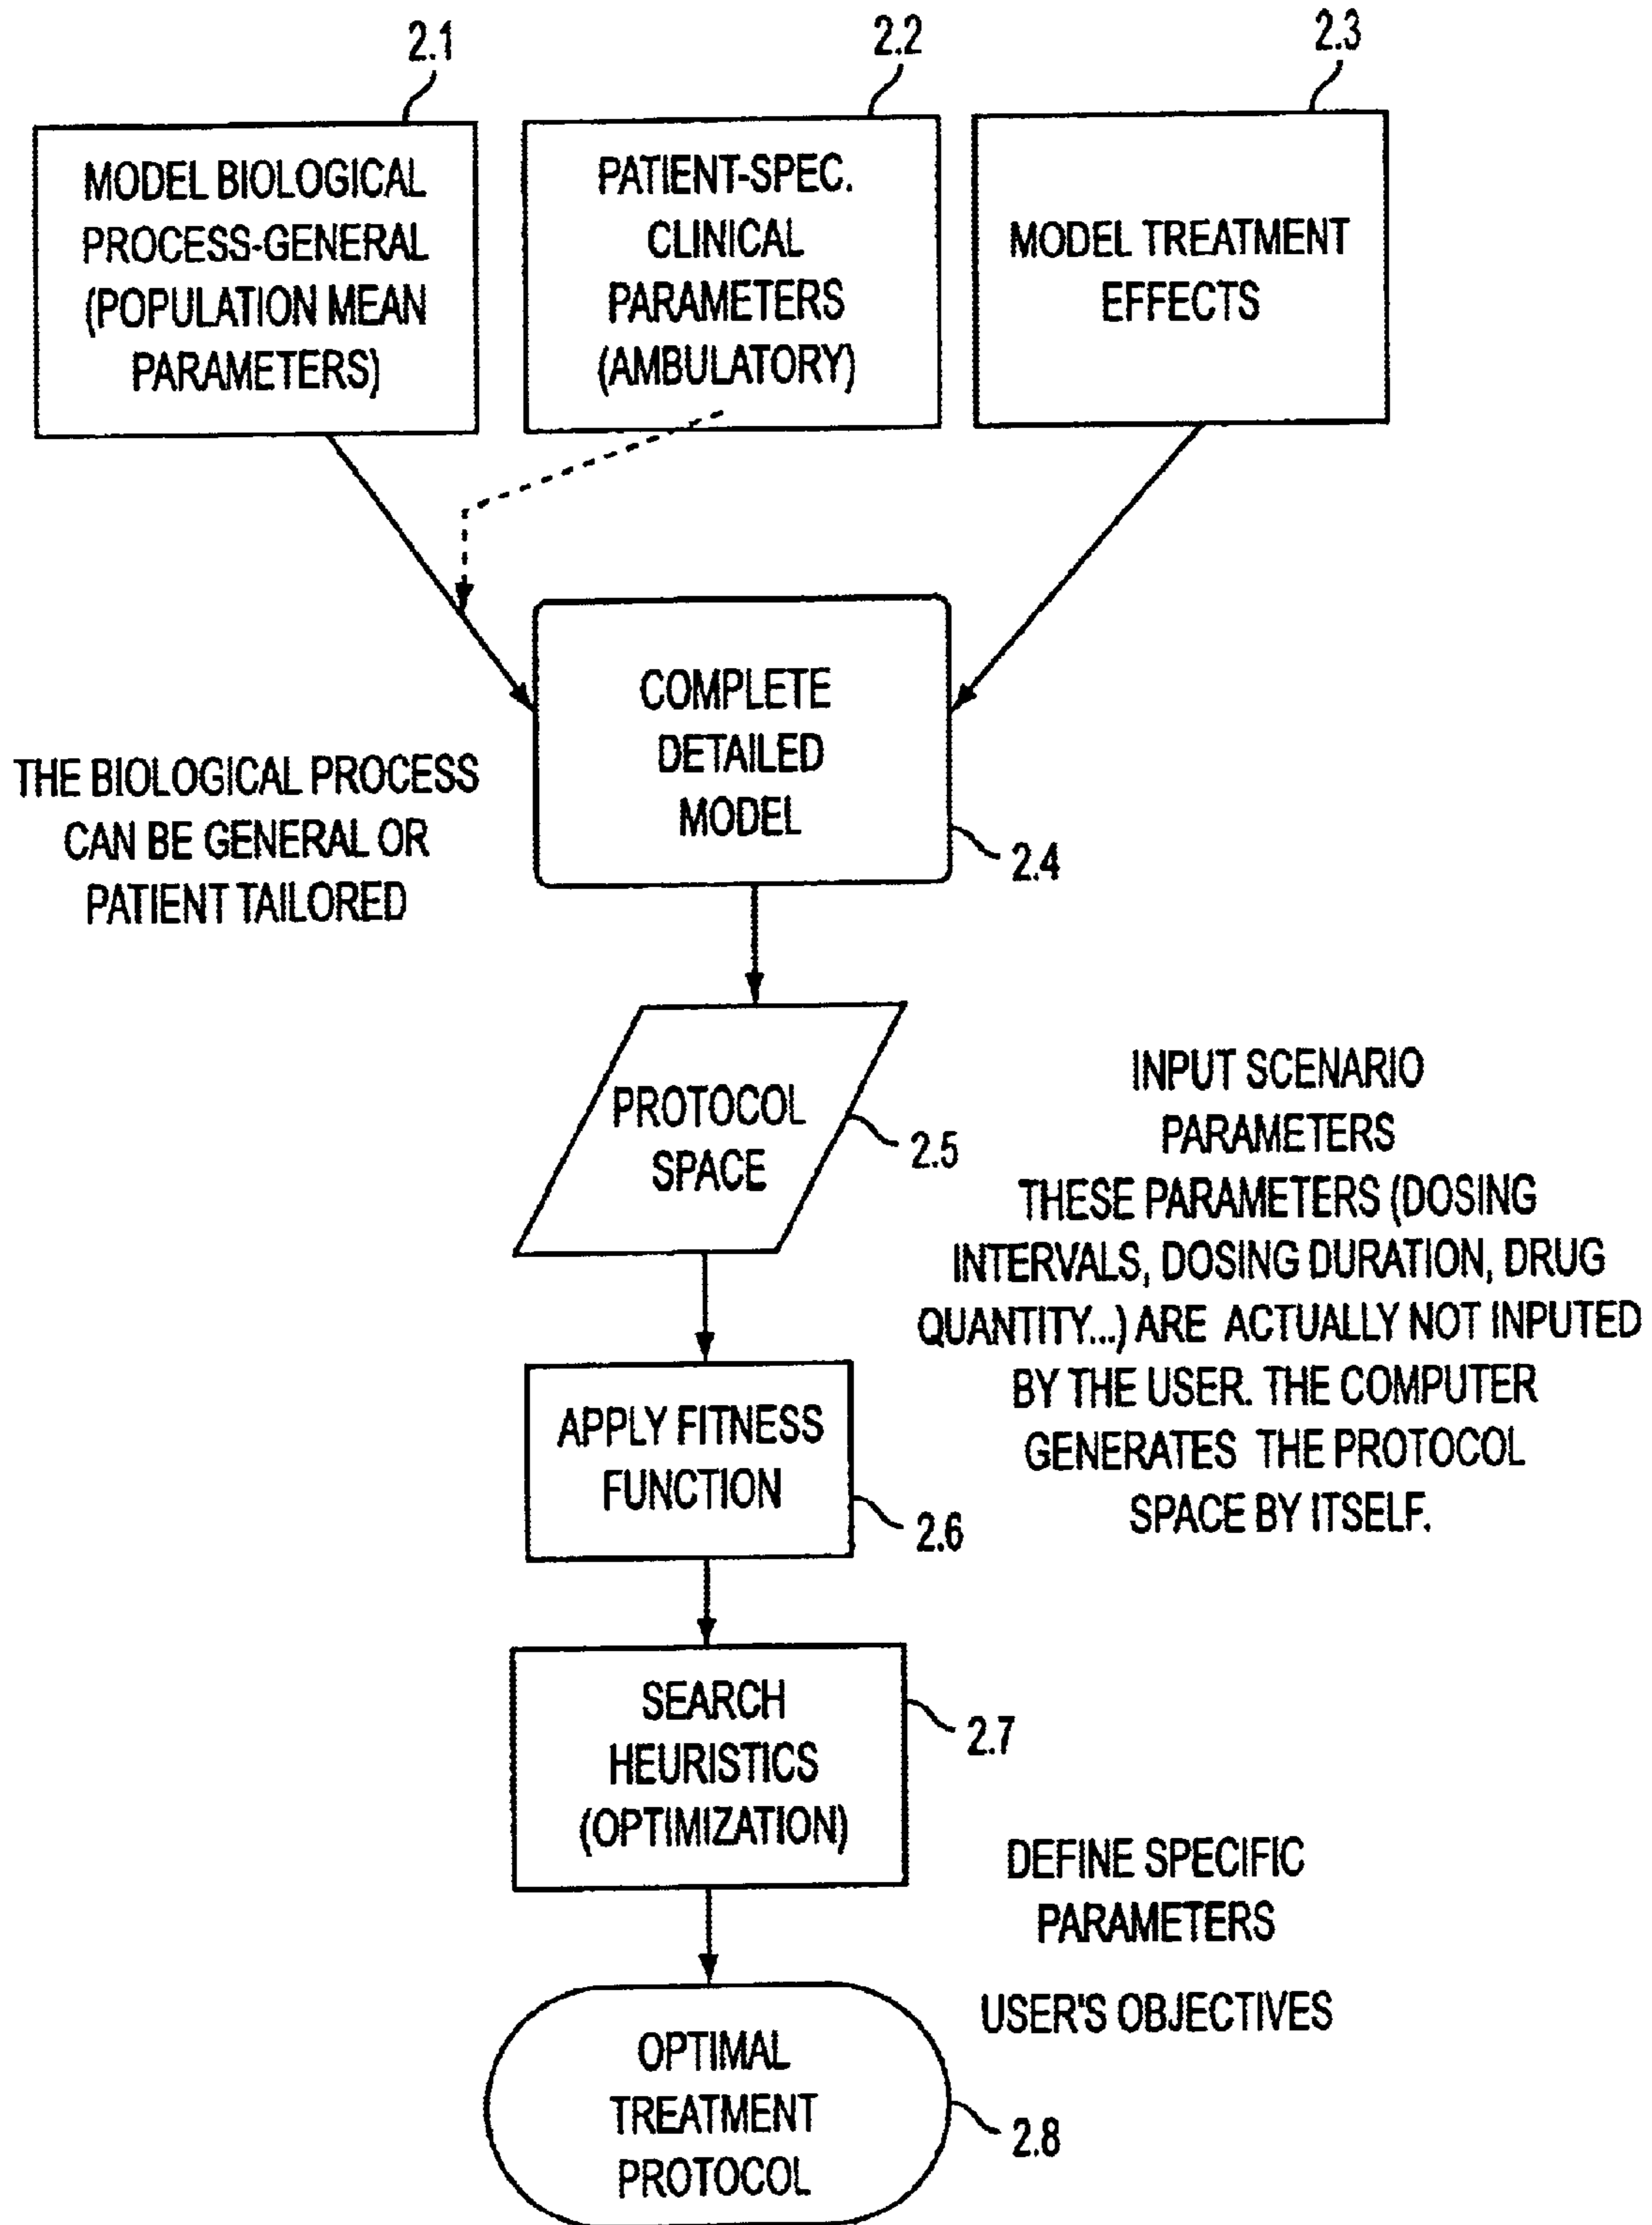 2.1
2.2
2.3
MODEL BIOLOGICAL
PROCESS-GENERAL
(POPULATION MEAN
PARAMETERS)
PATIENT-SPEC.
CLINICAL
PARAMETERS
(AMBULATORY)
MODEL TREATMENT
EFFECTS
COMPLETE
DETAILED
MODEL
2.4
THE BIOLOGICAL PROCESS
CAN BE GENERAL OR
PATIENT TAILORED
PROTOCOL
SPACE
2.5
INPUT SCENARIO
PARAMETERS
THESE PARAMETERS (DOSING
INTERVALS, DOSING DURATION, DRUG
QUANTITY...) ARE ACTUALLY NOT INPUTED
BY THE USER. THE COMPUTER
GENERATES THE PROTOCOL
SPACE BY ITSELF.
APPLY FITNESS
FUNCTION
2.6
SEARCH
HEURISTICS
(OPTIMIZATION)
2.7
DEFINE SPECIFIC
PARAMETERS
USER'S OBJECTIVES
OPTIMAL
TREATMENT
PROTOCOL
2.8